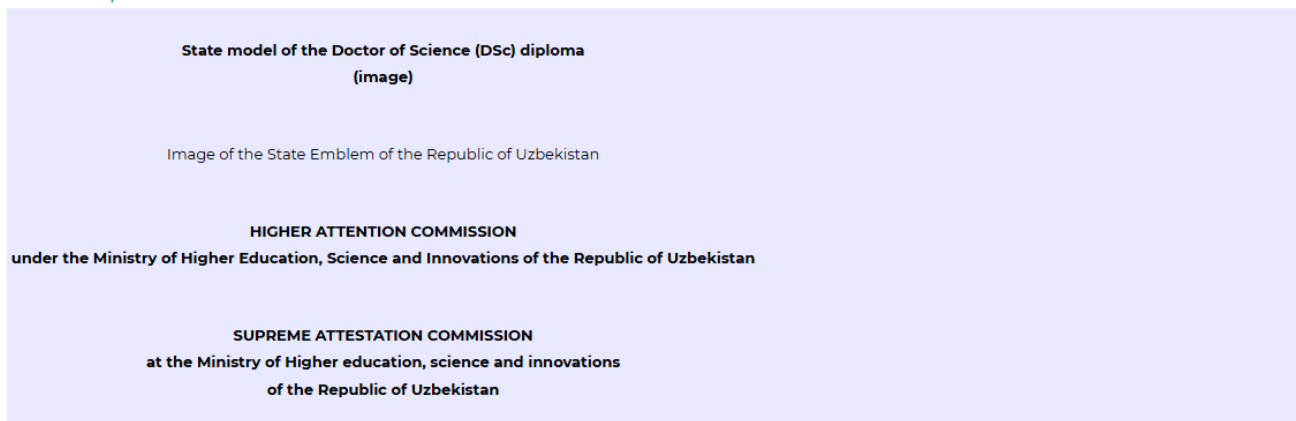 State model of the Doctor of Science (DSc) diploma
(image)
Image of the State Emblem of the Republic of Uzbekistan
HIGHER ATTENTION COMMISSION
under the Ministry of Higher Education, Science and Innovations of the Republic of Uzbekistan
SUPREME ATTESTATION COMMISSION
at the Ministry of Higher education, science and innovations
of the Republic of Uzbekistan